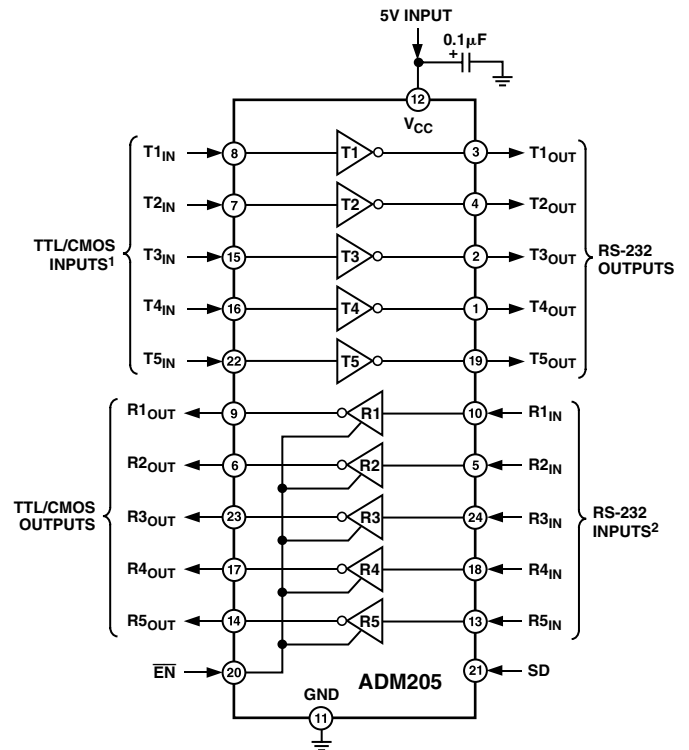 5V INPUT
0.1µF
+
12
VCC
T1IN 8 T1 3 T1OUT
T2IN 7 T2 4 T2OUT
TTL/CMOS
INPUTS1
T3IN 15 T3 2 T3OUT
RS-232
OUTPUTS
T4IN 16 T4 1 T4OUT
T5IN 22 T5 19 T5OUT
R1OUT 9 R1 10 R1IN
R2OUT 6 R2 5 R2IN
TTL/CMOS
OUTPUTS
R3OUT 23 R3 24 R3IN
RS-232
INPUTS2
R4OUT 17 R4 18 R4IN
R5OUT 14 R5 13 R5IN
EN 20 21 SD
ADM205
GND
11